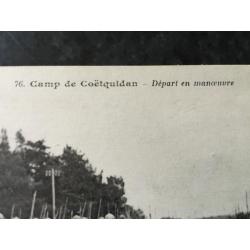 76. Camp de Coëtquidan – Départ en manœuvre